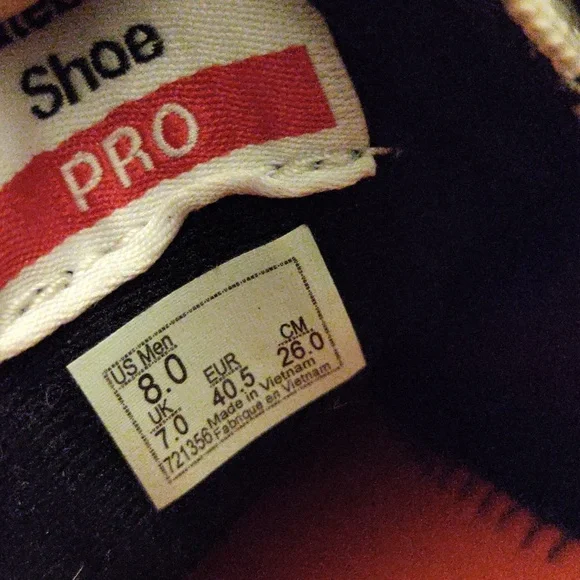 Shoe
PRO
US Men
8.0
UK
7.0
EUR
40.5
CM
26.0
721356 Made in Vietnam
Fabrique en Vietnam